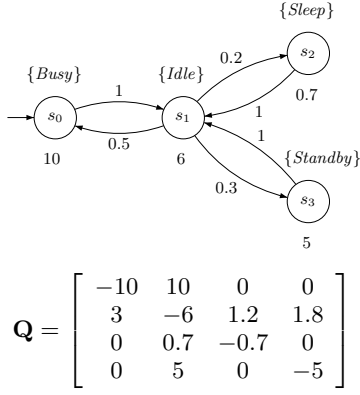 {Sleep}
0.2
s₂
{Busy}
{Idle}
1
0.7
1
s₀
s₁
1
0.5
{Standby}
10
6
0.3
s₃
5
Q = [ −10 10 0 0
3 −6 1.2 1.8
0 0.7 −0.7 0
0 5 0 −5 ]